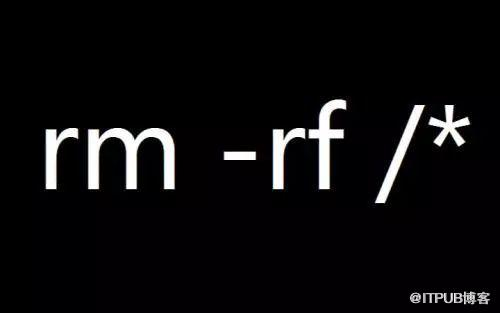 rm -rf /*
@ITPUB博客